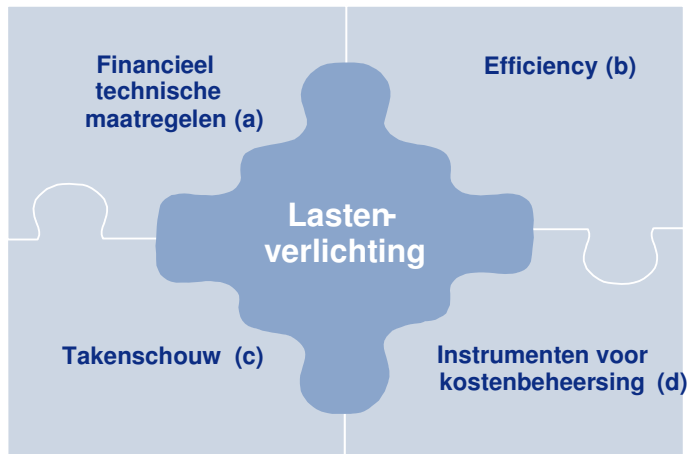 Financieel
technische
maatregelen (a)
Efficiency (b)
Lasten-
verlichting
Takenschouw (c)
Instrumenten voor
kostenbeheersing (d)